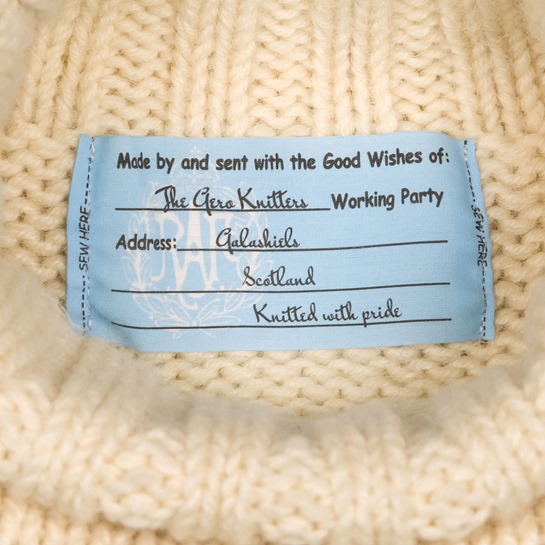 Made by and sent with the Good Wishes of:
The Gero Knitters Working Party
Address: Galashiels
Scotland
Knitted with pride
SEW HERE
SEW HERE
RAF